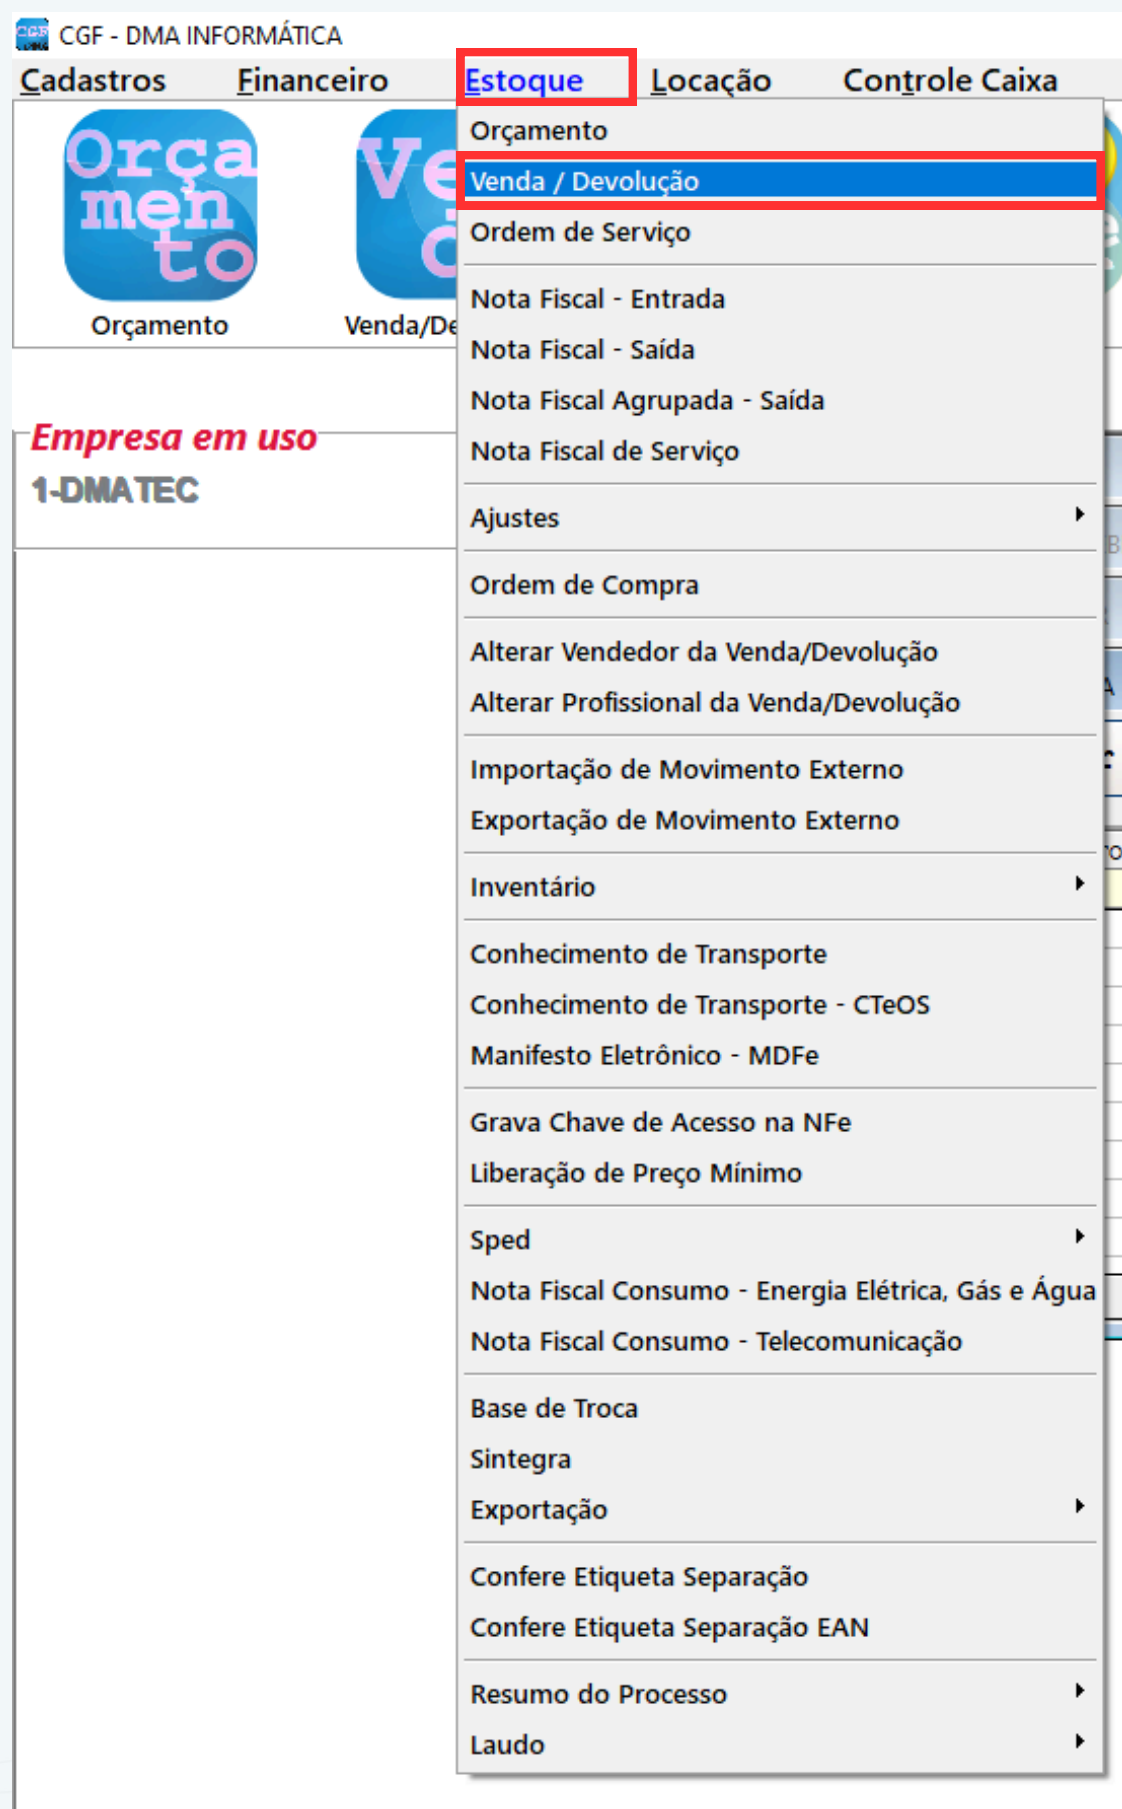 CGF - DMA INFORMÁTICA
Cadastros Financeiro Estoque Locação Controle Caixa
Orça
men
to
Orçamento
Venda/De
Empresa em uso
1-DMATEC
Orçamento
Venda / Devolução
Ordem de Serviço
Nota Fiscal - Entrada
Nota Fiscal - Saída
Nota Fiscal Agrupada - Saída
Nota Fiscal de Serviço
Ajustes
Ordem de Compra
Alterar Vendedor da Venda/Devolução
Alterar Profissional da Venda/Devolução
Importação de Movimento Externo
Exportação de Movimento Externo
Inventário
Conhecimento de Transporte
Conhecimento de Transporte - CTeOS
Manifesto Eletrônico - MDFe
Grava Chave de Acesso na NFe
Liberação de Preço Mínimo
Sped
Nota Fiscal Consumo - Energia Elétrica, Gás e Água
Nota Fiscal Consumo - Telecomunicação
Base de Troca
Sintegra
Exportação
Confere Etiqueta Separação
Confere Etiqueta Separação EAN
Resumo do Processo
Laudo